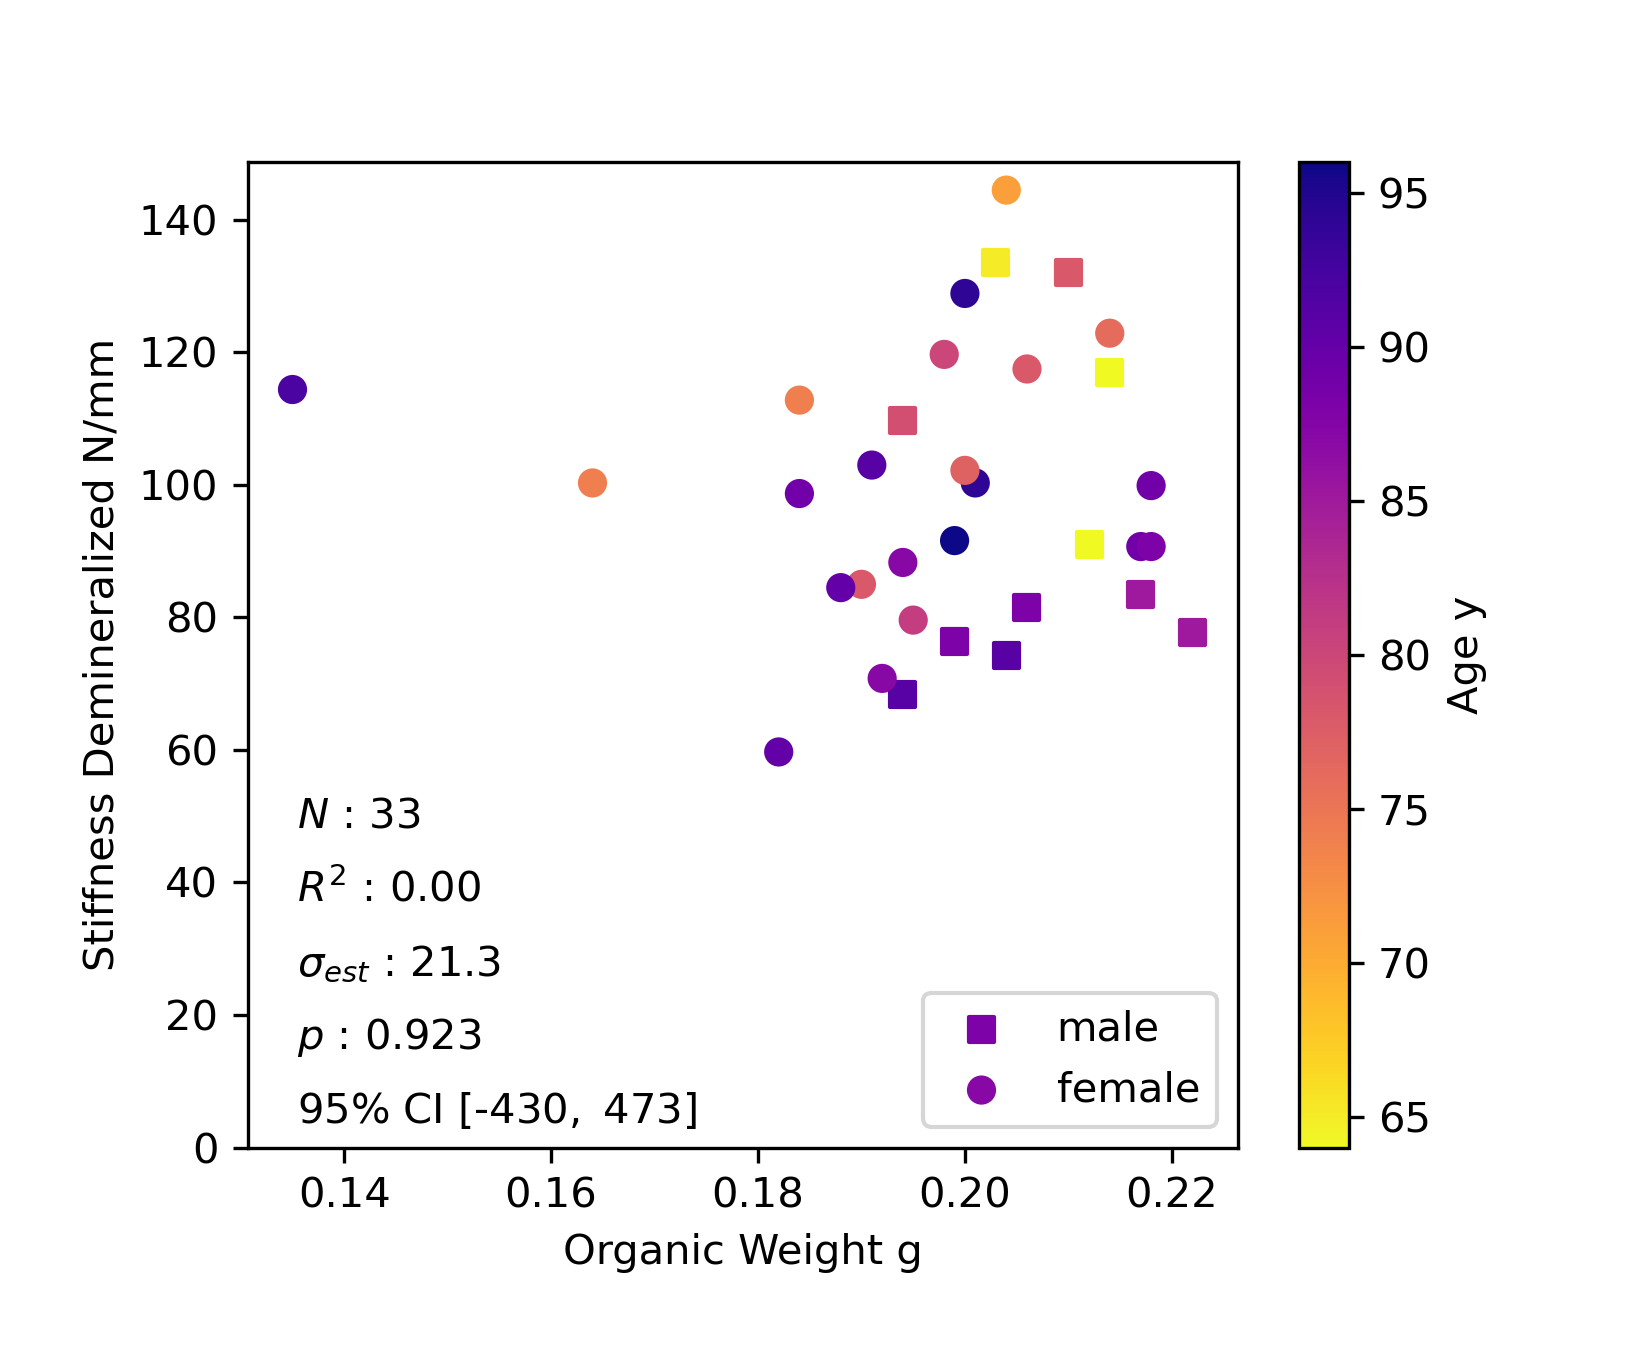 140
120
100
80
60
40
20
0
Stiffness Demineralized N/mm
N : 33
R² : 0.00
σ_est : 21.3
p : 0.923
95% CI [-430, 473]
male
female
0.14 0.16 0.18 0.20 0.22
Organic Weight g
95
90
85
80
75
70
65
Age y